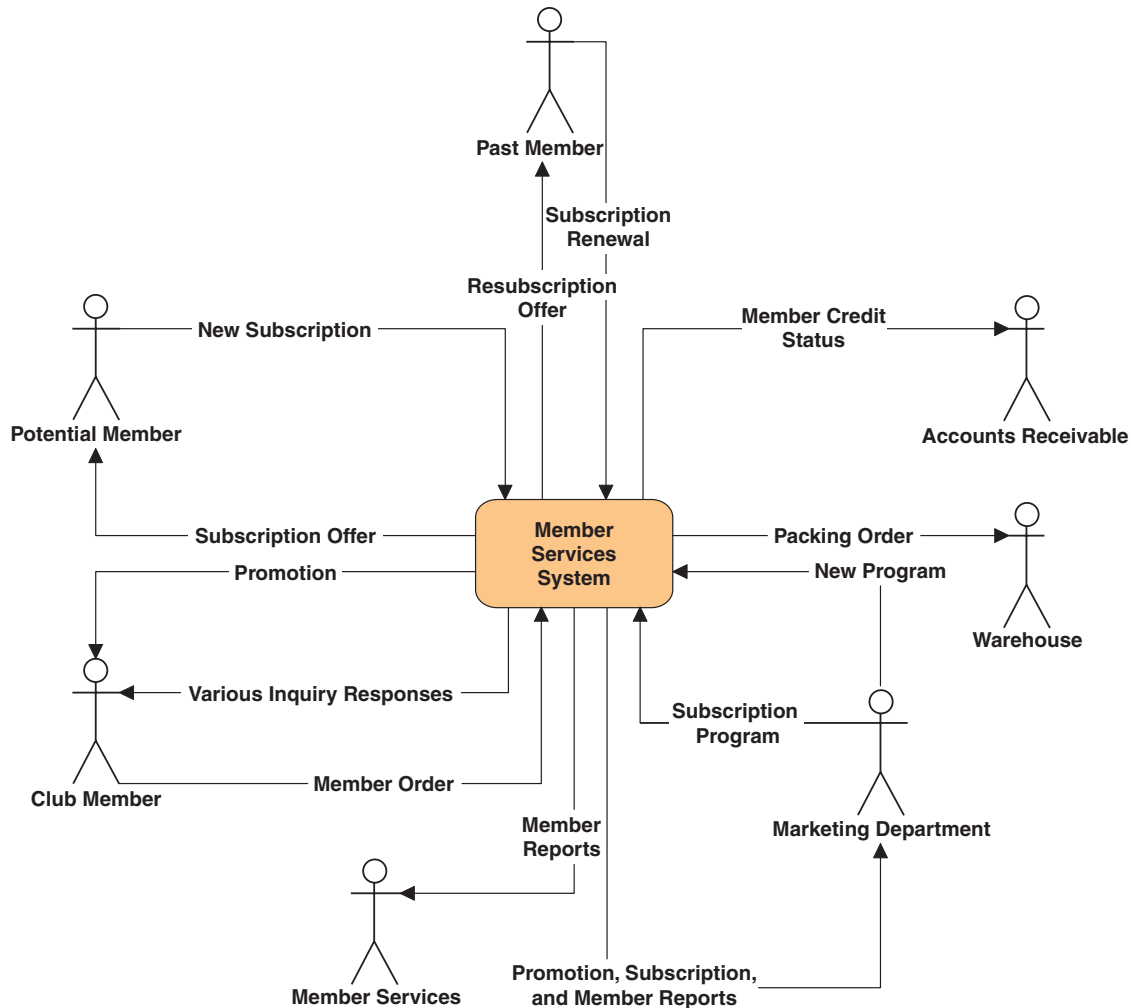 Past Member
Subscription
Renewal
Resubscription
Offer
New Subscription
Member Credit
Status
Potential Member
Accounts Receivable
Subscription Offer
Member
Services
System
Packing Order
Promotion
New Program
Warehouse
Various Inquiry Responses
Subscription
Program
Member Order
Club Member
Member
Reports
Marketing Department
Promotion, Subscription,
and Member Reports
Member Services